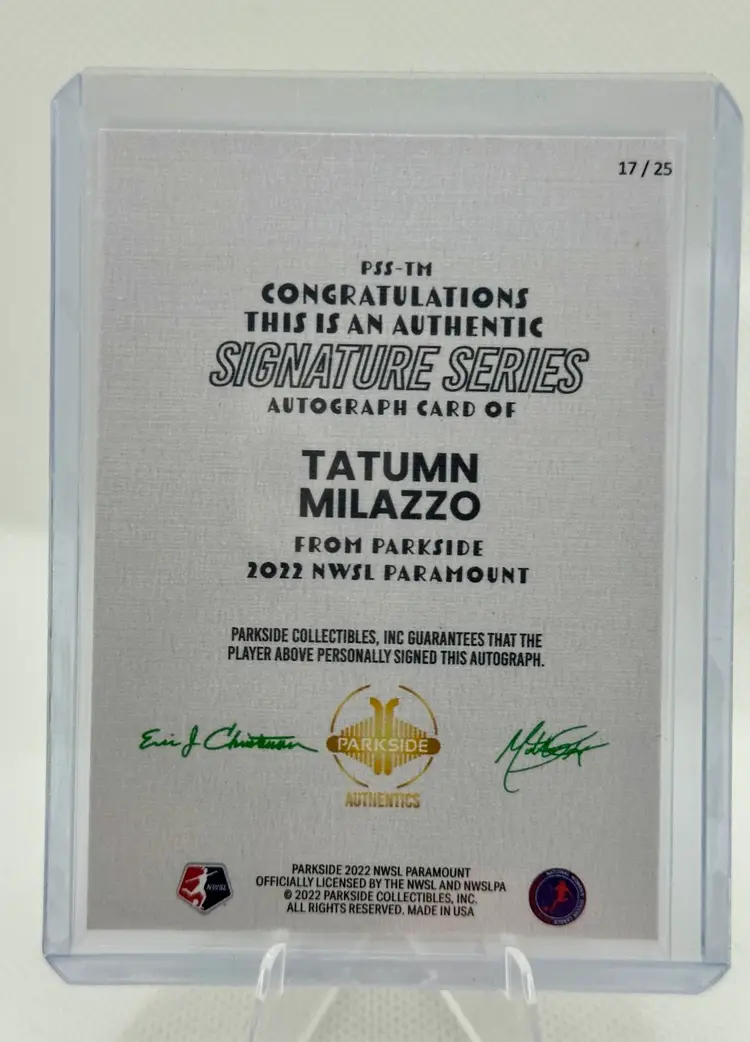 17 / 25
PSS-TM
CONGRATULATIONS
THIS IS AN AUTHENTIC
SIGNATURE SERIES
AUTOGRAPH CARD OF
TATUMN
MILAZZO
FROM PARKSIDE
2022 NWSL PARAMOUNT
PARKSIDE COLLECTIBLES, INC GUARANTEES THAT THE
PLAYER ABOVE PERSONALLY SIGNED THIS AUTOGRAPH.
PARKSIDE
AUTHENTICS
NWSL
PARKSIDE 2022 NWSL PARAMOUNT
OFFICIALLY LICENSED BY THE NWSL AND NWSLPA
© 2022 PARKSIDE COLLECTIBLES, INC.
ALL RIGHTS RESERVED. MADE IN USA